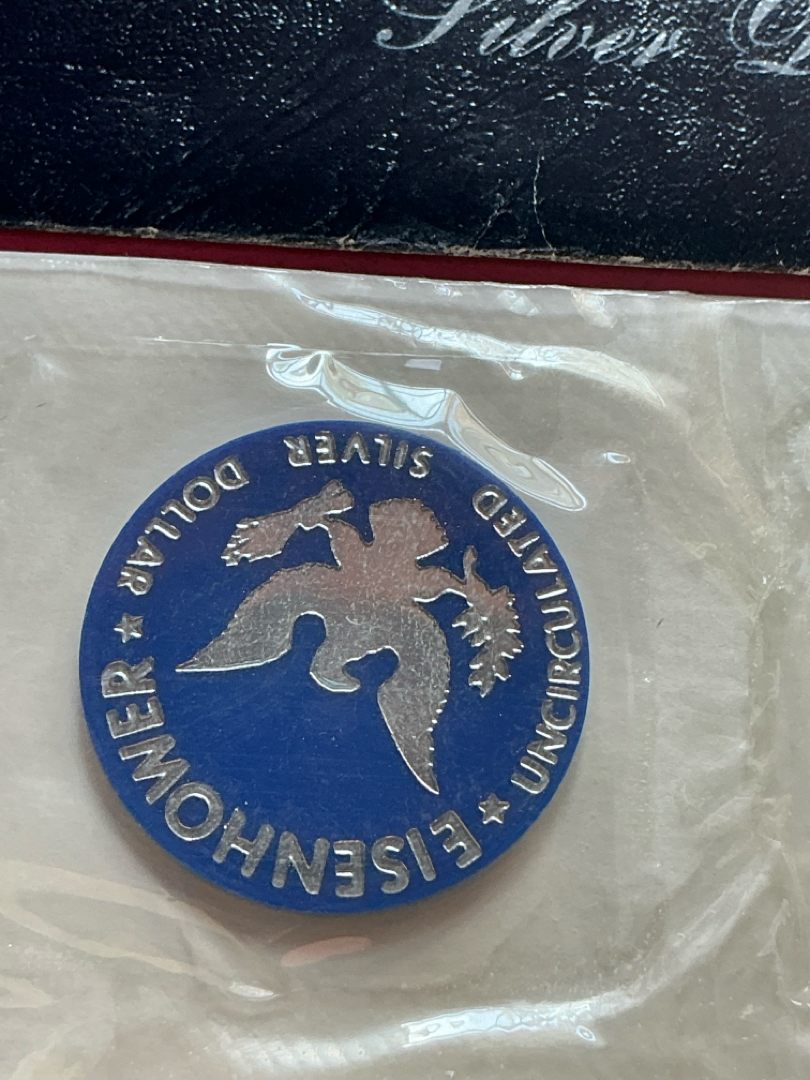 Silver
EISENHOWER
★ UNCIRCULATED SILVER DOLLAR ★